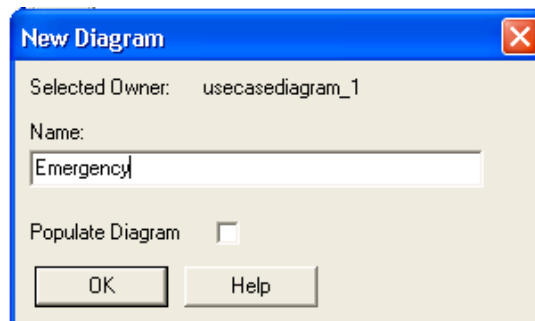 New Diagram
Selected Owner: usecasediagram_1
Name:
Emergency
Populate Diagram
OK Help